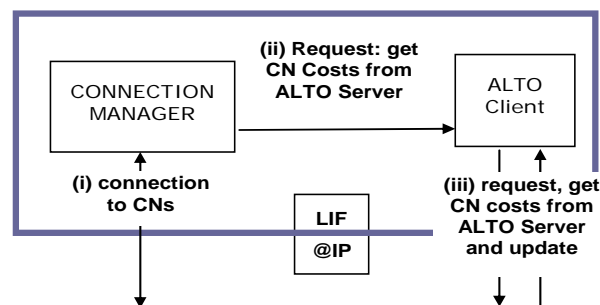 (ii) Request: get
CN Costs from
ALTO Server
CONNECTION
MANAGER
ALTO
Client
(i) connection
to CNs
(iii) request, get
CN costs from
ALTO Server
and update
LIF
@IP